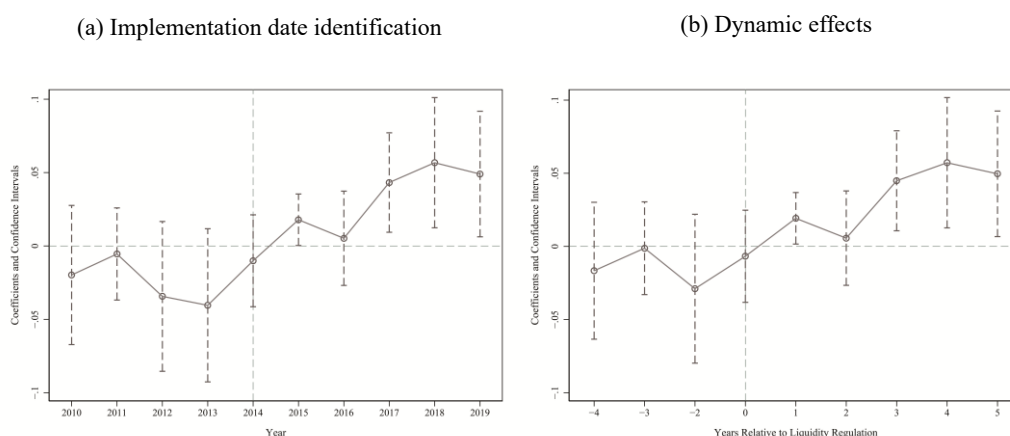 (a) Implementation date identification
(b) Dynamic effects
Coefficients and Confidence Intervals
.1
.05
0
-.05
-.1
2010 2011 2012 2013 2014 2015 2016 2017 2018 2019
Year
Coefficients and Confidence Intervals
.1
.05
0
-.05
-.1
-4 -3 -2 0 1 2 3 4 5
Years Relative to Liquidity Regulation